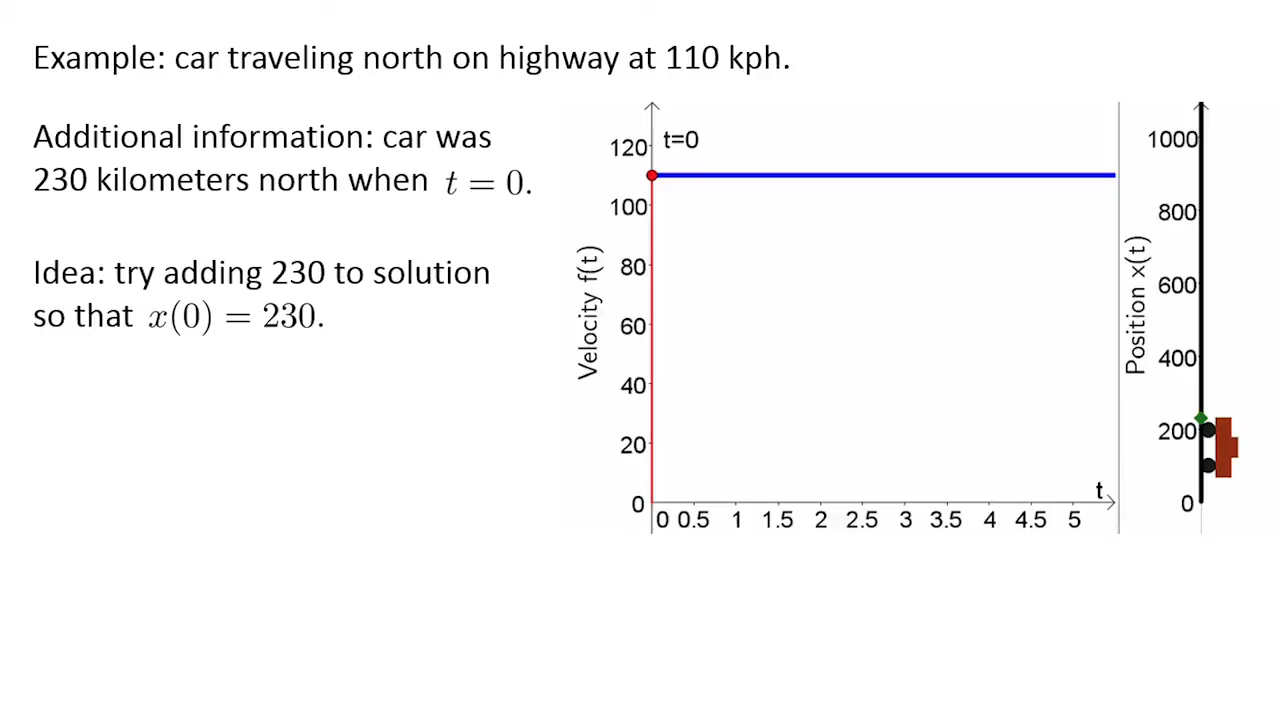 Example: car traveling north on highway at 110 kph.
Additional information: car was
230 kilometers north when t = 0.
Idea: try adding 230 to solution
so that x(0) = 230.
t=0
Velocity f(t)
120
100
80
60
40
20
0
0 0.5 1 1.5 2 2.5 3 3.5 4 4.5 5
t
Position x(t)
1000
800
600
400
200
0